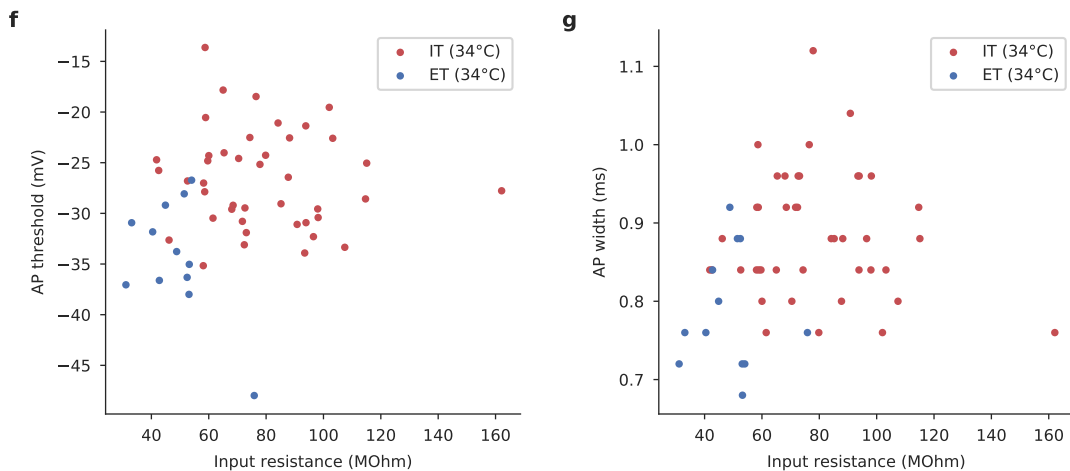 f
−15
−20
−25
−30
−35
−40
−45
AP threshold (mV)
IT (34°C)
ET (34°C)
40 60 80 100 120 140 160
Input resistance (MOhm)
g
1.1
1.0
0.9
0.8
0.7
AP width (ms)
IT (34°C)
ET (34°C)
40 60 80 100 120 140 160
Input resistance (MOhm)